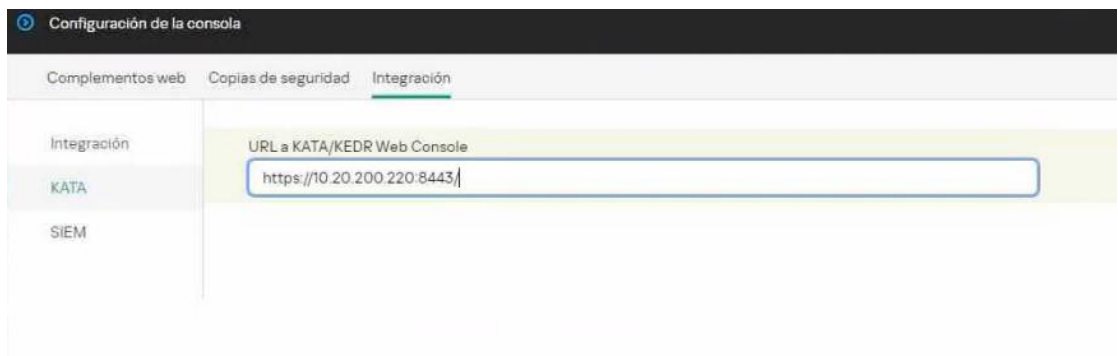 Configuración de la consola
Complementos web Copias de seguridad Integración
Integración
URL a KATA/KEDR Web Console
https://10.20.200.220:8443/
KATA
SIEM